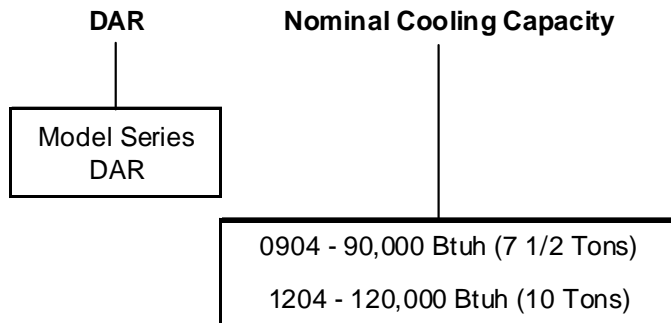 DAR
Nominal Cooling Capacity
Model Series
DAR
0904 - 90,000 Btuh (7 1/2 Tons)
1204 - 120,000 Btuh (10 Tons)